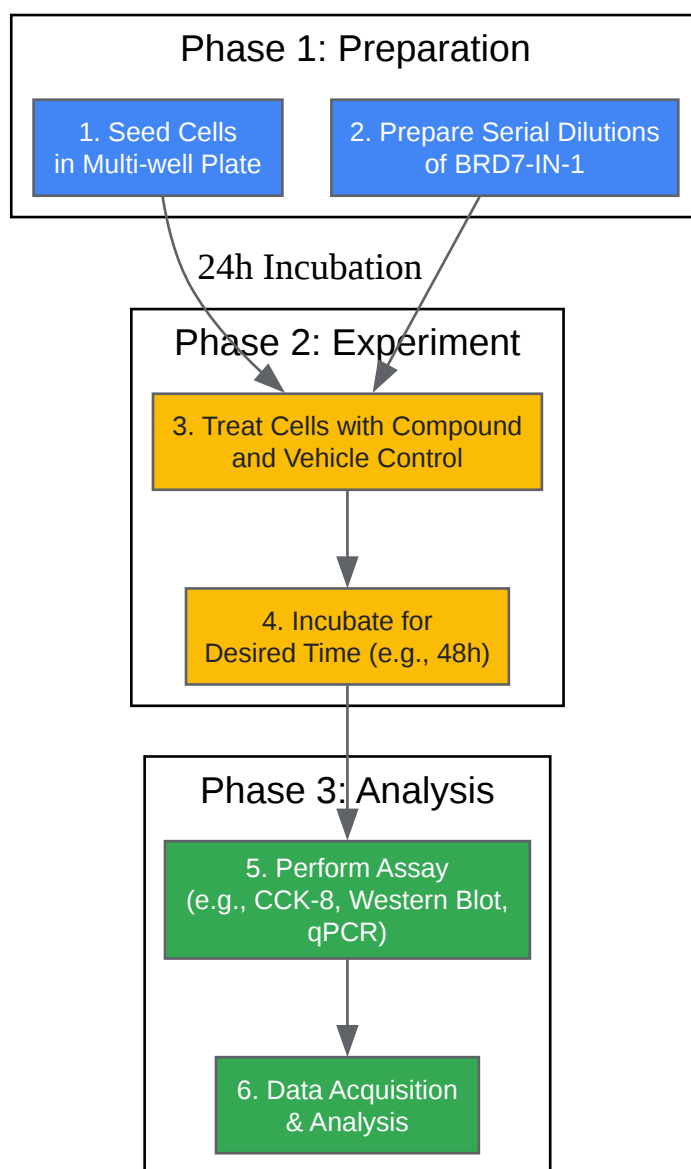 Phase 1: Preparation
1. Seed Cells
in Multi-well Plate
2. Prepare Serial Dilutions
of BRD7-IN-1
24h Incubation
Phase 2: Experiment
3. Treat Cells with Compound
and Vehicle Control
4. Incubate for
Desired Time (e.g., 48h)
Phase 3: Analysis
5. Perform Assay
(e.g., CCK-8, Western Blot,
qPCR)
6. Data Acquisition
& Analysis